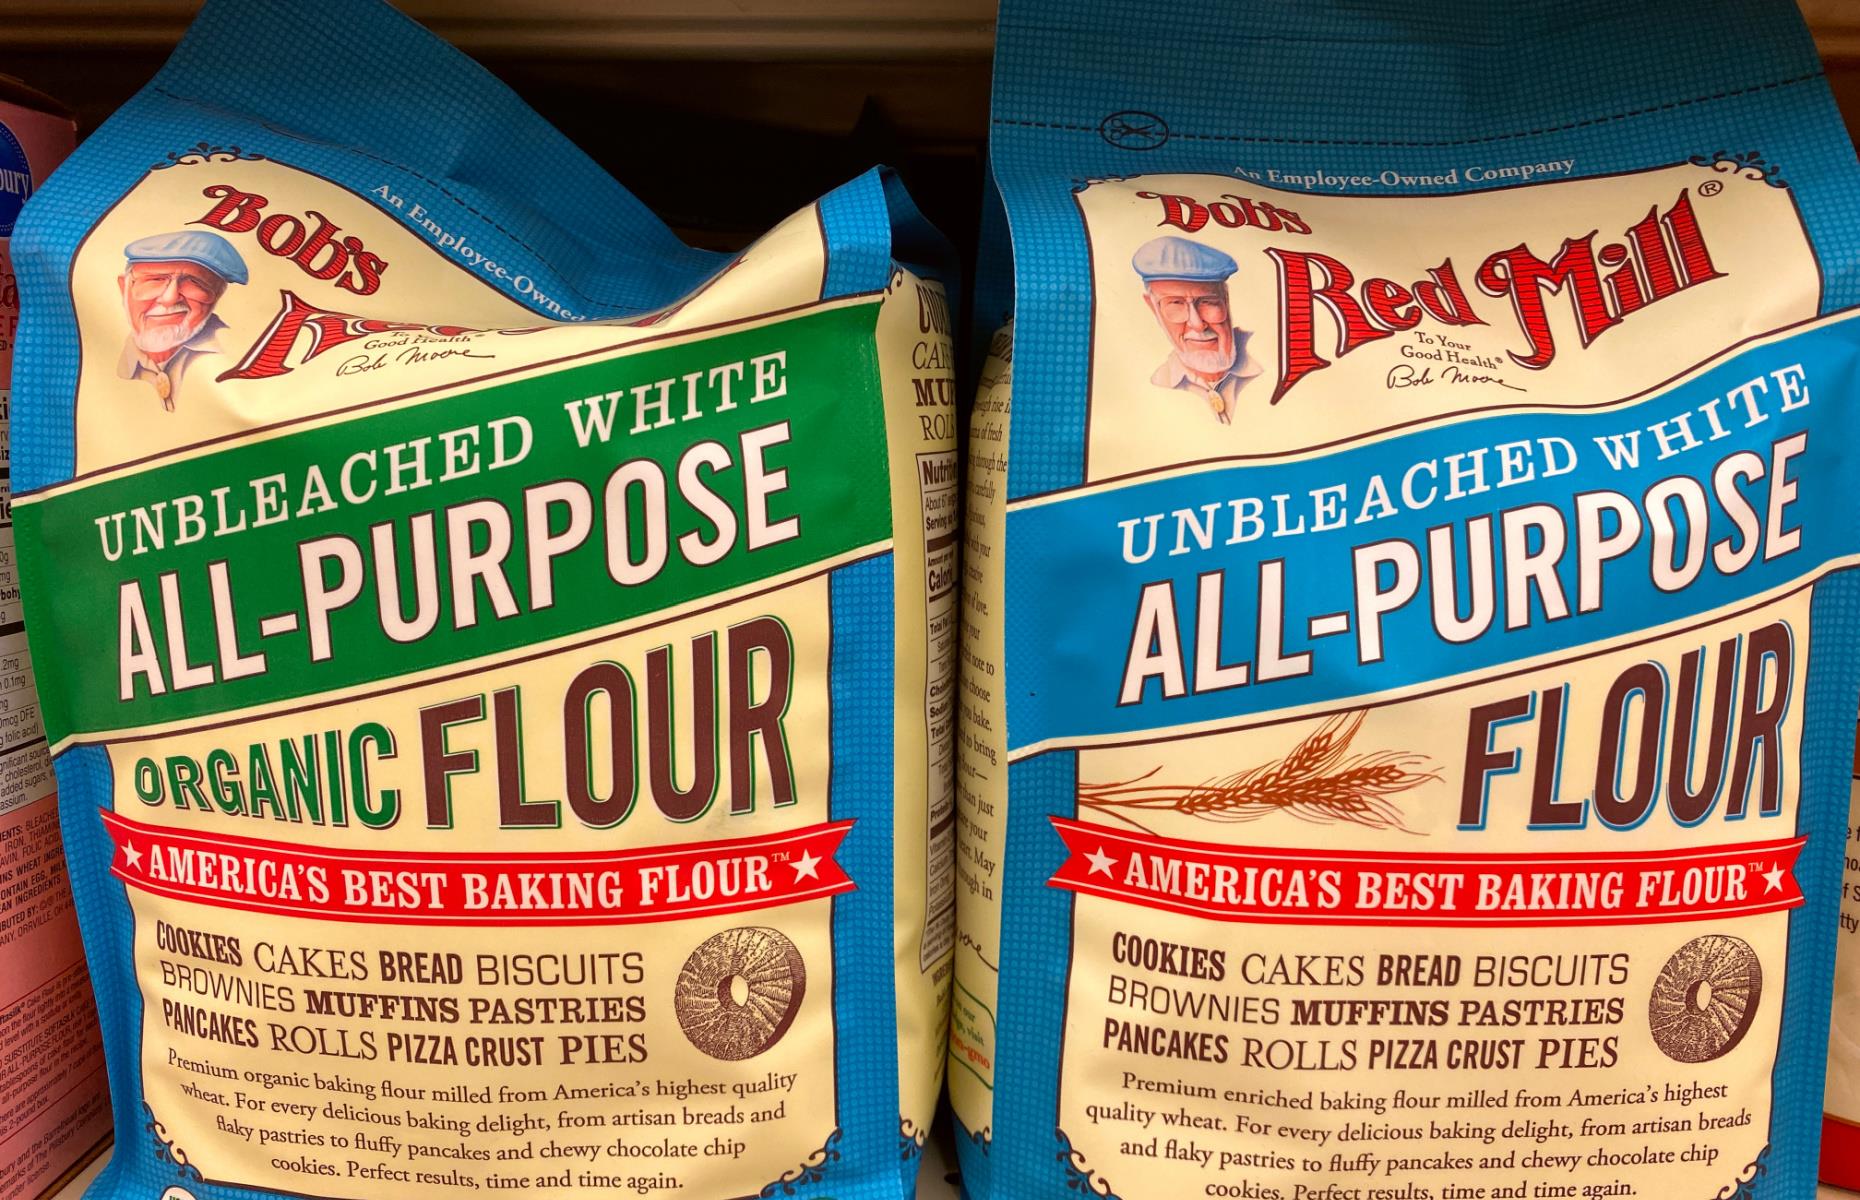 An Employee-Owned
Bob's
To Your
Good Health®
Bob Moore
UNBLEACHED WHITE
ALL-PURPOSE
ORGANIC FLOUR
★ AMERICA'S BEST BAKING FLOUR™ ★
COOKIES CAKES BREAD BISCUITS
BROWNIES MUFFINS PASTRIES
PANCAKES ROLLS PIZZA CRUST PIES
Premium organic baking flour milled from America's highest quality
wheat. For every delicious baking delight, from artisan breads and
flaky pastries to fluffy pancakes and chewy chocolate chip
cookies. Perfect results, time and time again.
An Employee-Owned Company
Bob's
Red Mill®
To Your
Good Health®
Bob Moore
UNBLEACHED WHITE
ALL-PURPOSE
FLOUR
★ AMERICA'S BEST BAKING FLOUR™ ★
COOKIES CAKES BREAD BISCUITS
BROWNIES MUFFINS PASTRIES
PANCAKES ROLLS PIZZA CRUST PIES
Premium enriched baking flour milled from America's highest
quality wheat. For every delicious baking delight, from artisan breads
and flaky pastries to fluffy pancakes and chewy chocolate chip
cookies. Perfect results, time and time again.